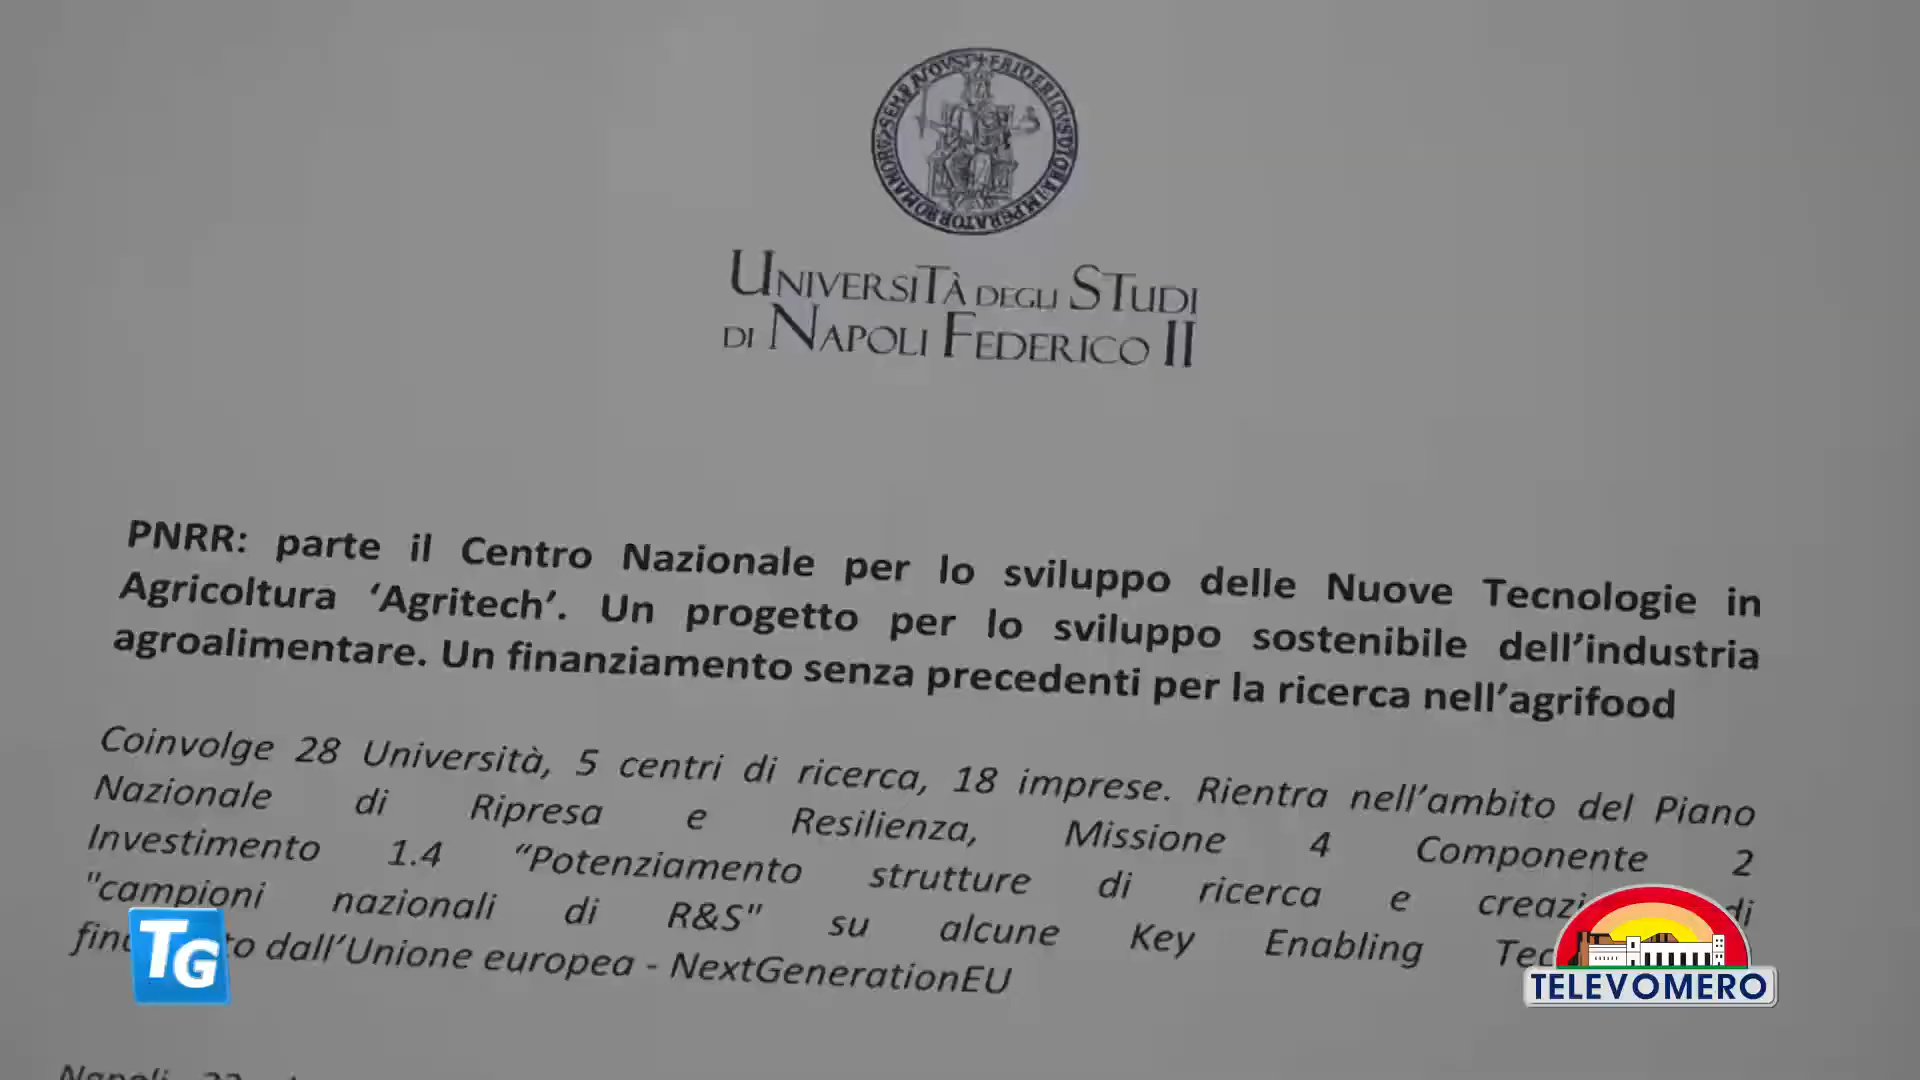 UNIVERSITÀ DEGLI STUDI
DI NAPOLI FEDERICO II
PNRR: parte il Centro Nazionale per lo sviluppo delle Nuove Tecnologie in
Agricoltura ‘Agritech’. Un progetto per lo sviluppo sostenibile dell’industria
agroalimentare. Un finanziamento senza precedenti per la ricerca nell’agrifood
Coinvolge 28 Università, 5 centri di ricerca, 18 imprese. Rientra nell’ambito del Piano
Nazionale di Ripresa e Resilienza, Missione 4 Componente 2
Investimento 1.4 “Potenziamento strutture di ricerca e di
"campioni nazionali di R&S" su alcune Key Enabling
dall’Unione europea - NextGenerationEU
Napoli
TG
TELEVOMERO